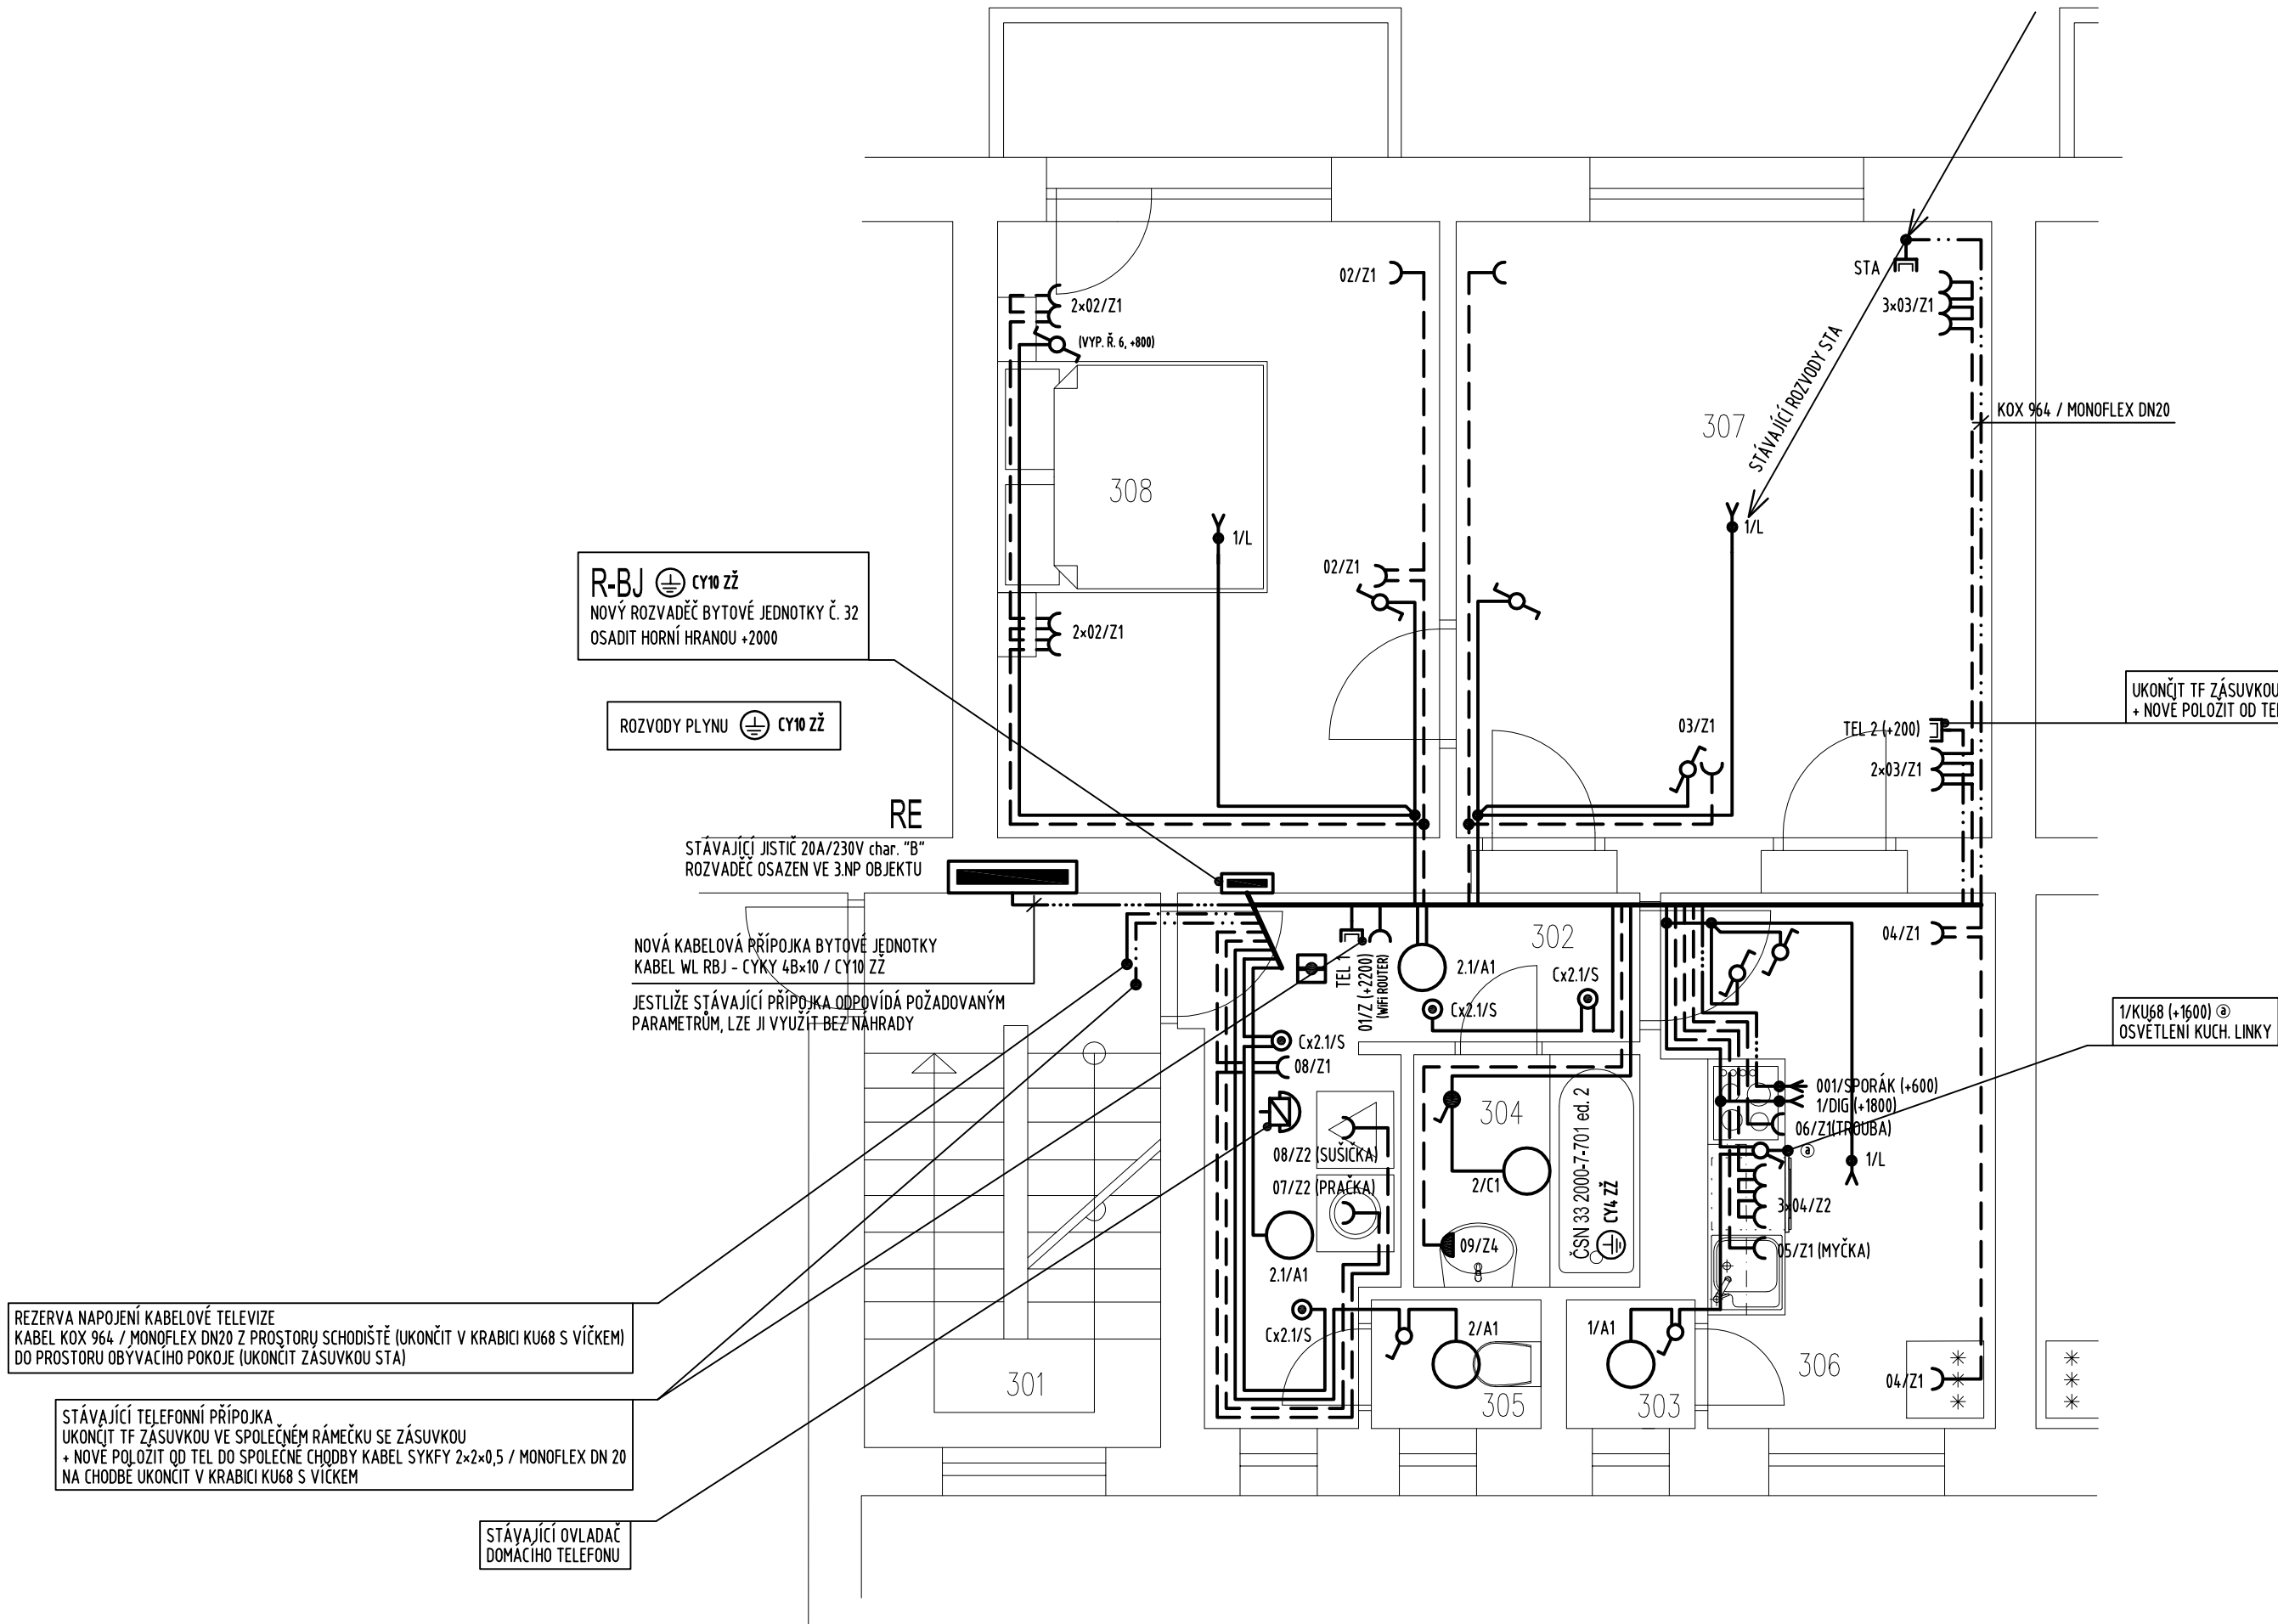 STA
02/Z1
2×02/Z1
3×03/Z1
(VYP. Ř. 6, +800)
STÁVAJÍCÍ ROZVODY STA
KOX 964 / MONOFLEX DN20
307
308
1/L
1/L
R-BJ CY10 ZŽ
NOVÝ ROZVADĚČ BYTOVÉ JEDNOTKY Č. 32
OSADIT HORNÍ HRANOU +2000
02/Z1
2×02/Z1
ROZVODY PLYNU CY10 ZŽ
UKONČIT TF ZÁSUVKOU
+ NOVĚ POLOŽIT OD TEL
03/Z1
TEL 2 (+200)
2×03/Z1
RE
STÁVAJÍCÍ JISTIČ 20A/230V char. "B"
ROZVADĚČ OSAZEN VE 3.NP OBJEKTU
NOVÁ KABELOVÁ PŘÍPOJKA BYTOVÉ JEDNOTKY
KABEL WL RBJ - CYKY 4B×10 / CY10 ZŽ
JESTLIŽE STÁVAJÍCÍ PŘÍPOJKA ODPOVÍDÁ POŽADOVANÝM
PARAMETRŮM, LZE JI VYUŽÍT BEZ NÁHRADY
TEL 1
01/Z (+2200)
(WiFi ROUTER)
2.1/A1
302
Cx2.1/S
Cx2.1/S
04/Z1
1/KU68 (+1600) ⓐ
OSVĚTLENÍ KUCH. LINKY
Cx2.1/S
08/Z1
001/SPORÁK (+600)
1/DIG (+1800)
06/Z1(TROUBA)
ⓐ
1/L
304
ČSN 33 2000-7-701 ed. 2
CY4 ZŽ
08/Z2 (SUŠIČKA)
07/Z2 (PRAČKA)
2/C1
3×04/Z2
09/Z4
05/Z1 (MYČKA)
2.1/A1
Cx2.1/S
2/A1
1/A1
306
04/Z1
301
305
303
REZERVA NAPOJENÍ KABELOVÉ TELEVIZE
KABEL KOX 964 / MONOFLEX DN20 Z PROSTORU SCHODIŠTĚ (UKONČIT V KRABICI KU68 S VÍČKEM)
DO PROSTORU OBÝVACÍHO POKOJE (UKONČIT ZÁSUVKOU STA)
STÁVAJÍCÍ TELEFONNÍ PŘÍPOJKA
UKONČIT TF ZÁSUVKOU VE SPOLEČNÉM RÁMEČKU SE ZÁSUVKOU
+ NOVĚ POLOŽIT OD TEL DO SPOLEČNÉ CHODBY KABEL SYKFY 2×2×0,5 / MONOFLEX DN 20
NA CHODBĚ UKONČIT V KRABICI KU68 S VÍČKEM
STÁVAJÍCÍ OVLADAČ
DOMÁCÍHO TELEFONU